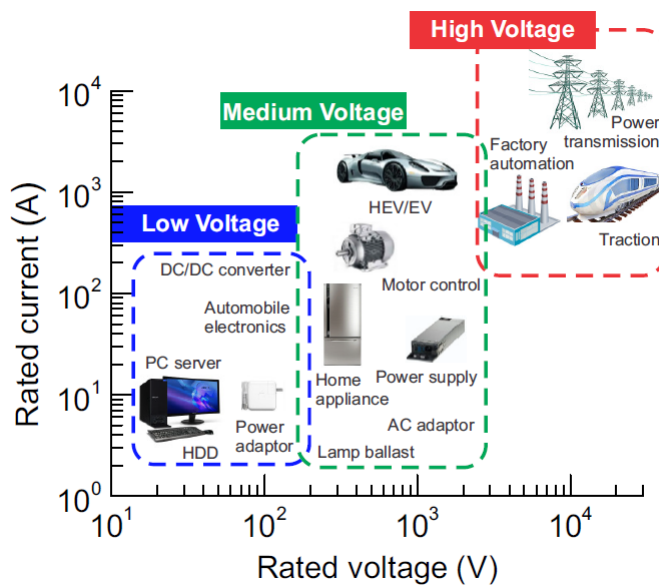 High Voltage
10⁴
Medium Voltage
Power
transmission
Factory
automation
10³
HEV/EV
Low Voltage
Traction
DC/DC converter
Motor control
10²
Automobile
electronics
PC server
Home
appliance
Power supply
10¹
Power
adaptor
AC adaptor
HDD
Lamp ballast
10⁰
10¹
10²
10³
10⁴
Rated current (A)
Rated voltage (V)